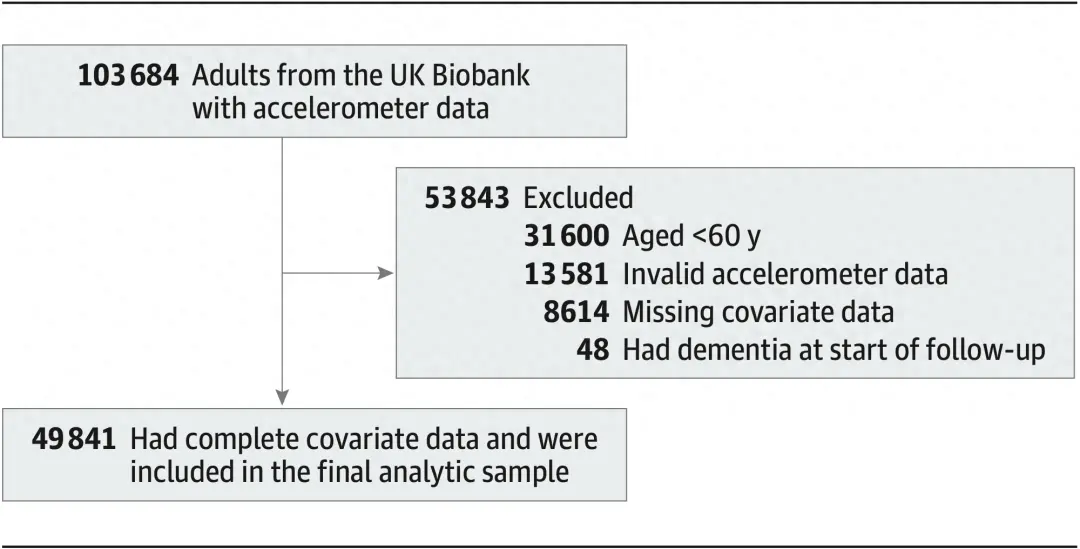 103 684 Adults from the UK Biobank
with accelerometer data
53 843 Excluded
31 600 Aged <60 y
13 581 Invalid accelerometer data
8614 Missing covariate data
48 Had dementia at start of follow-up
49 841 Had complete covariate data and were
included in the final analytic sample